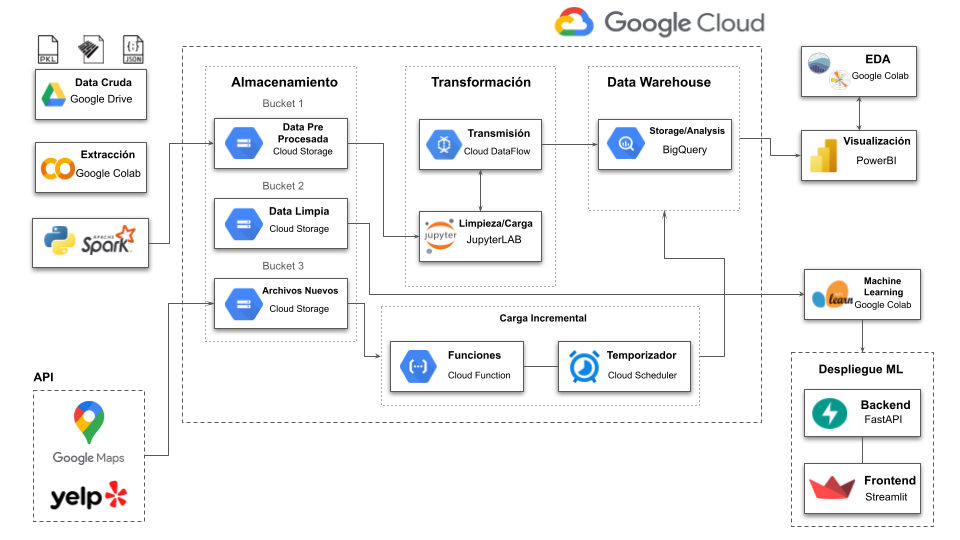 Google Cloud
PKL
{:}
JSON
Data Cruda
Google Drive
Extracción
Google Colab
APACHE
Spark
API
Google Maps
yelp
Almacenamiento
Bucket 1
Data Pre
Procesada
Cloud Storage
Bucket 2
Data Limpia
Cloud Storage
Bucket 3
Archivos Nuevos
Cloud Storage
Transformación
Transmisión
Cloud DataFlow
jupyter
Limpieza/Carga
JupyterLAB
Data Warehouse
Storage/Analysis
BigQuery
Carga Incremental
Funciones
Cloud Function
Temporizador
Cloud Scheduler
EDA
Google Colab
Visualización
PowerBI
learn
Machine
Learning
Google Colab
Despliegue ML
Backend
FastAPI
Frontend
Streamlit